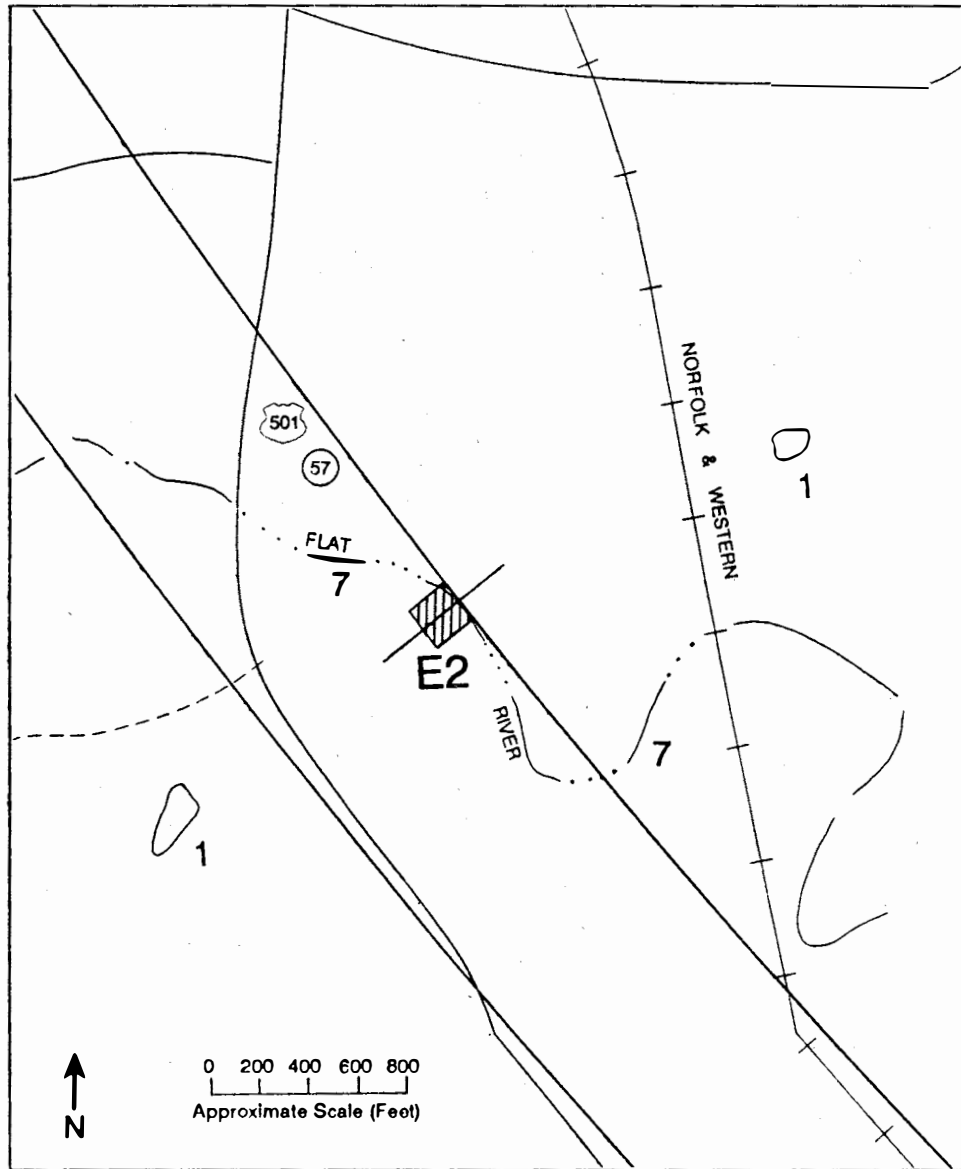 501
57
NORFOLK & WESTERN
1
FLAT
7
E2
RIVER
7
1
0 200 400 600 800
Approximate Scale (Feet)
N